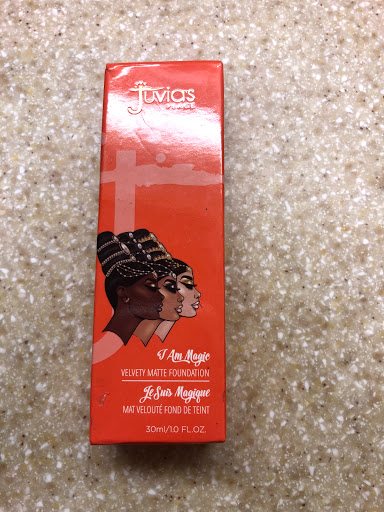 Juvia's
PLACE
I Am Magic
VELVETY MATTE FOUNDATION
Je Suis Magique
MAT VELOUTÉ FOND DE TEINT
30ml/1.0 FL.OZ.